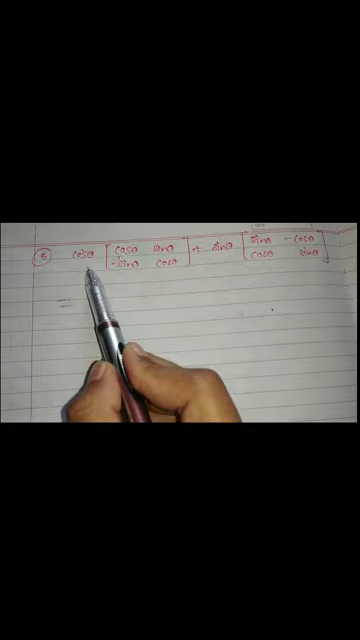 8. cosθ [ cosθ sinθ ] + sinθ [ sinθ -cosθ ]
-sinθ cosθ cosθ sinθ
=